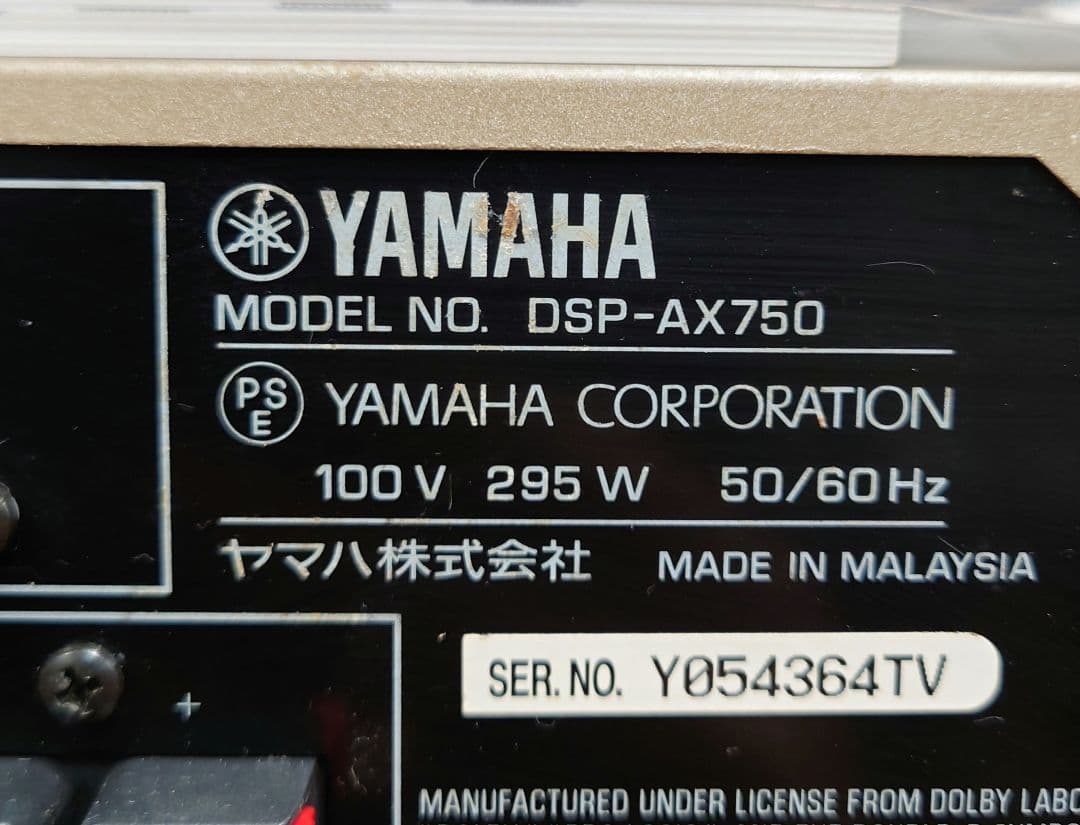 YAMAHA
MODEL NO. DSP-AX750
PSE YAMAHA CORPORATION
100 V 295 W 50/60 Hz
ヤマハ株式会社 MADE IN MALAYSIA
SER. NO. Y054364TV
+
MANUFACTURED UNDER LICENSE FROM DOLBY